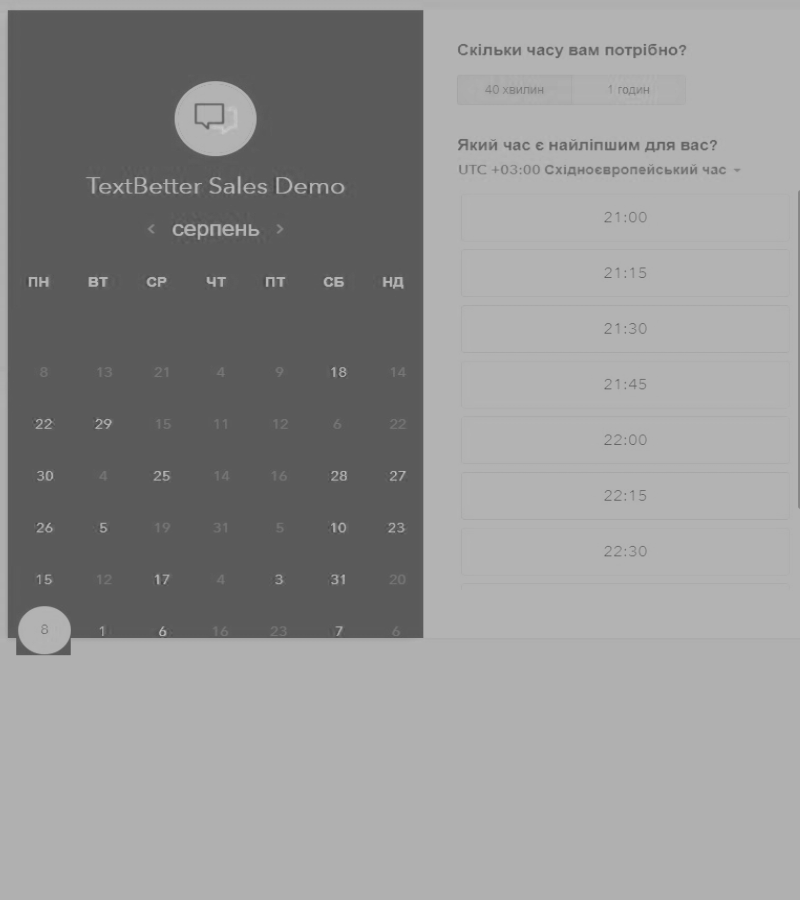 TextBetter Sales Demo
серпень
ПН ВТ СР ЧТ ПТ СБ НД
8 13 21 4 9 18 14
22 29 15 11 12 6 22
30 4 25 14 16 28 27
26 5 19 31 5 10 23
15 12 17 4 3 31 20
8 1 6 16 23 7 6
Скільки часу вам потрібно?
40 хвилин 1 годин
Який час є найліпшим для вас?
UTC +03:00 Східноєвропейський час
21:00
21:15
21:30
21:45
22:00
22:15
22:30